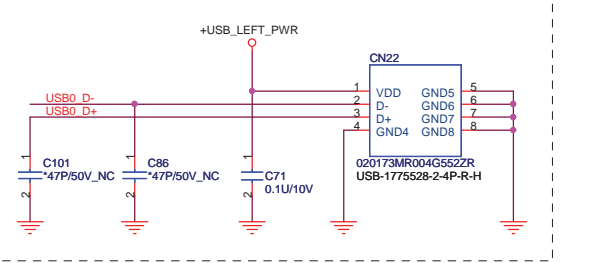 +USB_LEFT_PWR
CN22
USB0_D-
USB0_D+
1 VDD GND5 5
2 D- GND6 6
3 D+ GND7 7
4 GND4 GND8 8
1 C101 1 C86 1 C71
*47P/50V_NC *47P/50V_NC 0.1U/10V
2 2 2
020173MR004G552ZR
USB-1775528-2-4P-R-H